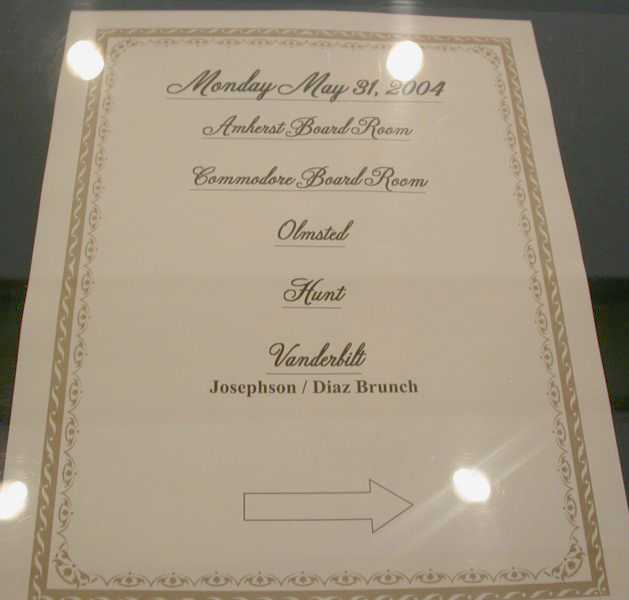 Monday May 31, 2004
Amherst Board Room
Commodore Board Room
Olmsted
Hunt
Vanderbilt
Josephson / Diaz Brunch